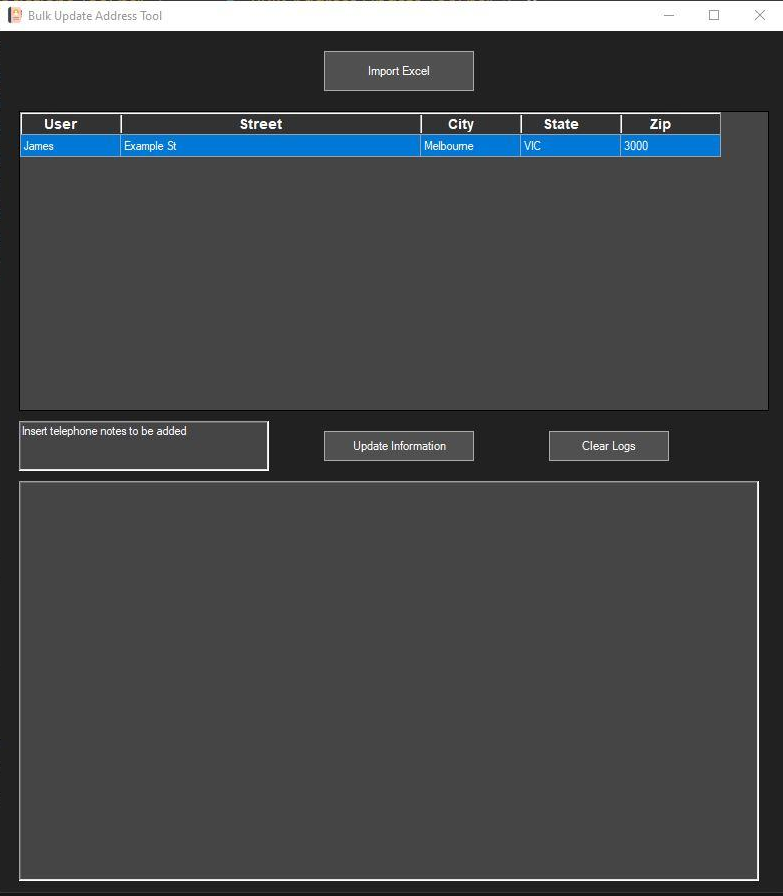 Bulk Update Address Tool
Import Excel
User Street City State Zip
James Example St Melbourne VIC 3000
Insert telephone notes to be added
Update Information
Clear Logs